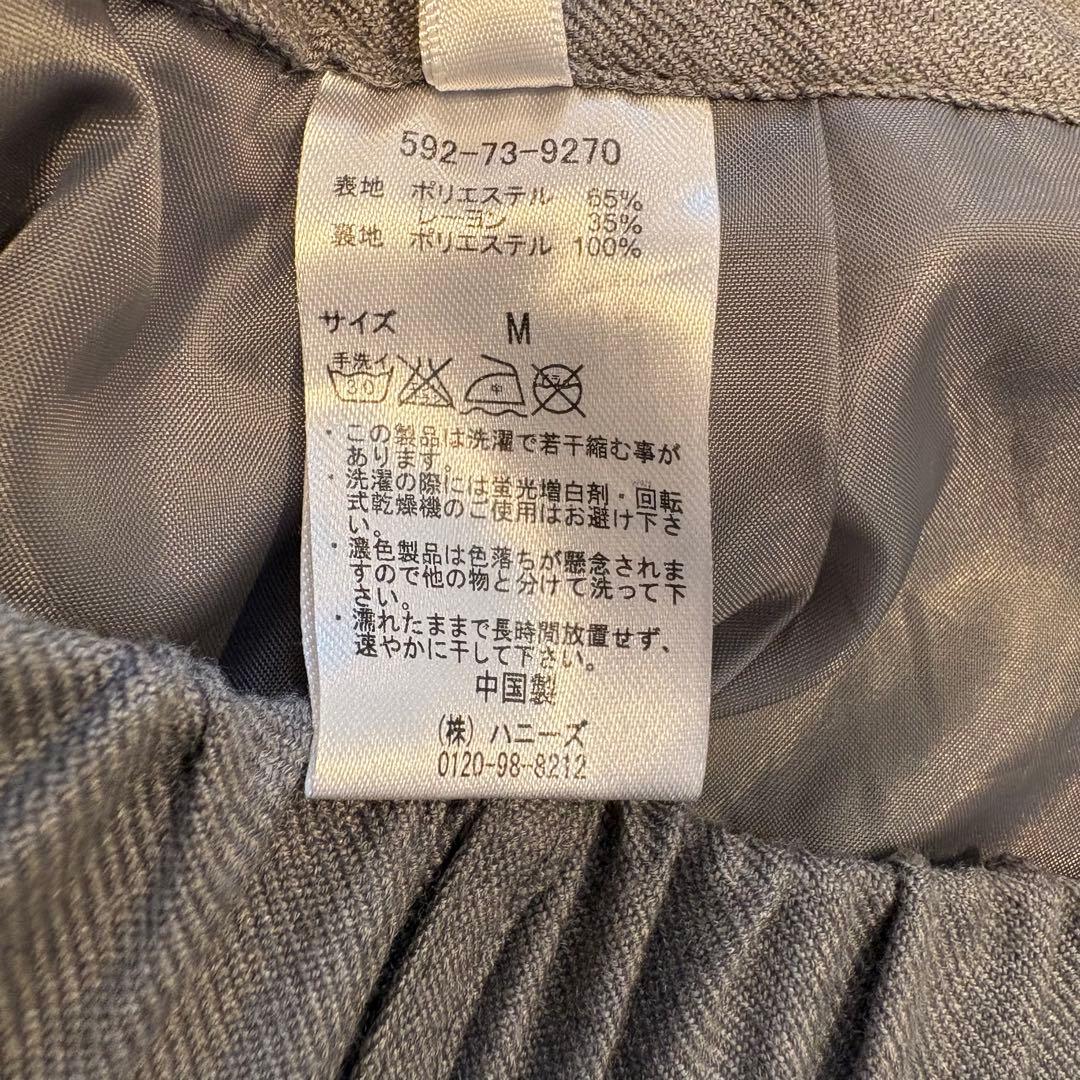 592-73-9270
表地 ポリエステル 65%
レーヨン 35%
裏地 ポリエステル 100%
サイズ M
手洗イ
30
中
・この製品は洗濯で若干縮む事が
あります。
・洗濯の際には蛍光増白剤・回転
式乾燥機のご使用はお避け下さ
い。
・濃色製品は色落ちが懸念されま
すので他の物と分けて洗って下
さい。
・濡れたままで長時間放置せず、
速やかに干して下さい。
中国製
(株) ハニーズ
0120-98-8212